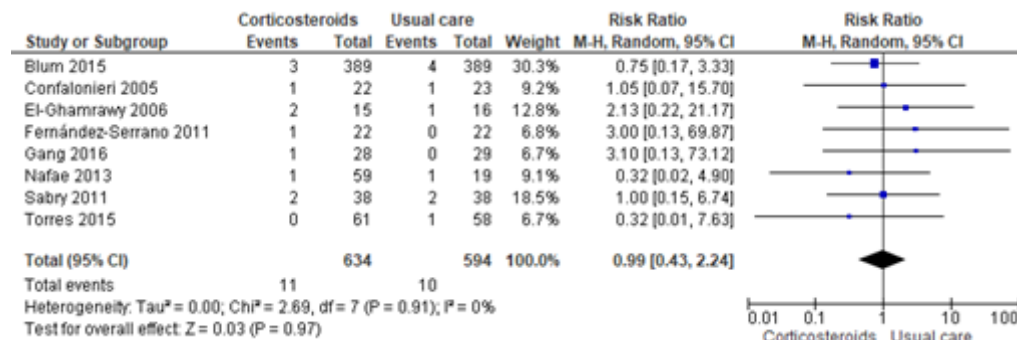 Corticosteroids Usual care Risk Ratio Risk Ratio
Study or Subgroup Events Total Events Total Weight M-H, Random, 95% CI M-H, Random, 95% CI
Blum 2015 3 389 4 389 30.3% 0.75 [0.17, 3.33]
Confalonieri 2005 1 22 1 23 9.2% 1.05 [0.07, 15.70]
El-Ghamrawy 2006 2 15 1 16 12.8% 2.13 [0.22, 21.17]
Fernández-Serrano 2011 1 22 0 22 6.8% 3.00 [0.13, 69.87]
Gang 2016 1 28 0 29 6.7% 3.10 [0.13, 73.12]
Nafae 2013 1 59 1 19 9.1% 0.32 [0.02, 4.90]
Sabry 2011 2 38 2 38 18.5% 1.00 [0.15, 6.74]
Torres 2015 0 61 1 58 6.7% 0.32 [0.01, 7.63]
Total (95% CI) 634 594 100.0% 0.99 [0.43, 2.24]
Total events 11 10
Heterogeneity: Tau² = 0.00; Chi² = 2.69, df = 7 (P = 0.91); I² = 0%
Test for overall effect: Z = 0.03 (P = 0.97)
0.01 0.1 1 10 100
Corticosteroids Usual care